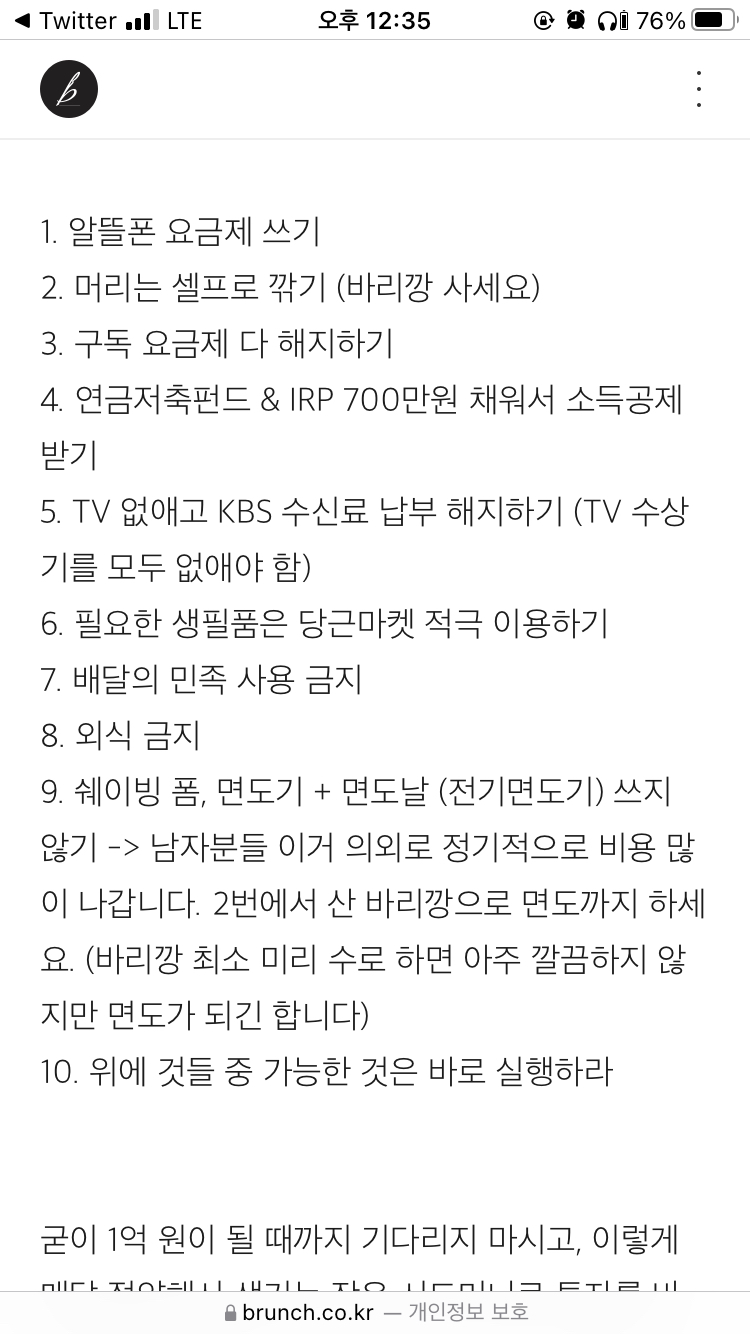 ◀ Twitter LTE 오후 12:35 76%
b
1. 알뜰폰 요금제 쓰기
2. 머리는 셀프로 깎기 (바리깡 사세요)
3. 구독 요금제 다 해지하기
4. 연금저축펀드 & IRP 700만원 채워서 소득공제
받기
5. TV 없애고 KBS 수신료 납부 해지하기 (TV 수상
기를 모두 없애야 함)
6. 필요한 생필품은 당근마켓 적극 이용하기
7. 배달의 민족 사용 금지
8. 외식 금지
9. 쉐이빙 폼, 면도기 + 면도날 (전기면도기) 쓰지
않기 -> 남자분들 이거 의외로 정기적으로 비용 많
이 나갑니다. 2번에서 산 바리깡으로 면도까지 하세
요. (바리깡 최소 미리 수로 하면 아주 깔끔하지 않
지만 면도가 되긴 합니다)
10. 위에 것들 중 가능한 것은 바로 실행하라
굳이 1억 원이 될 때까지 기다리지 마시고, 이렇게
brunch.co.kr — 개인정보 보호